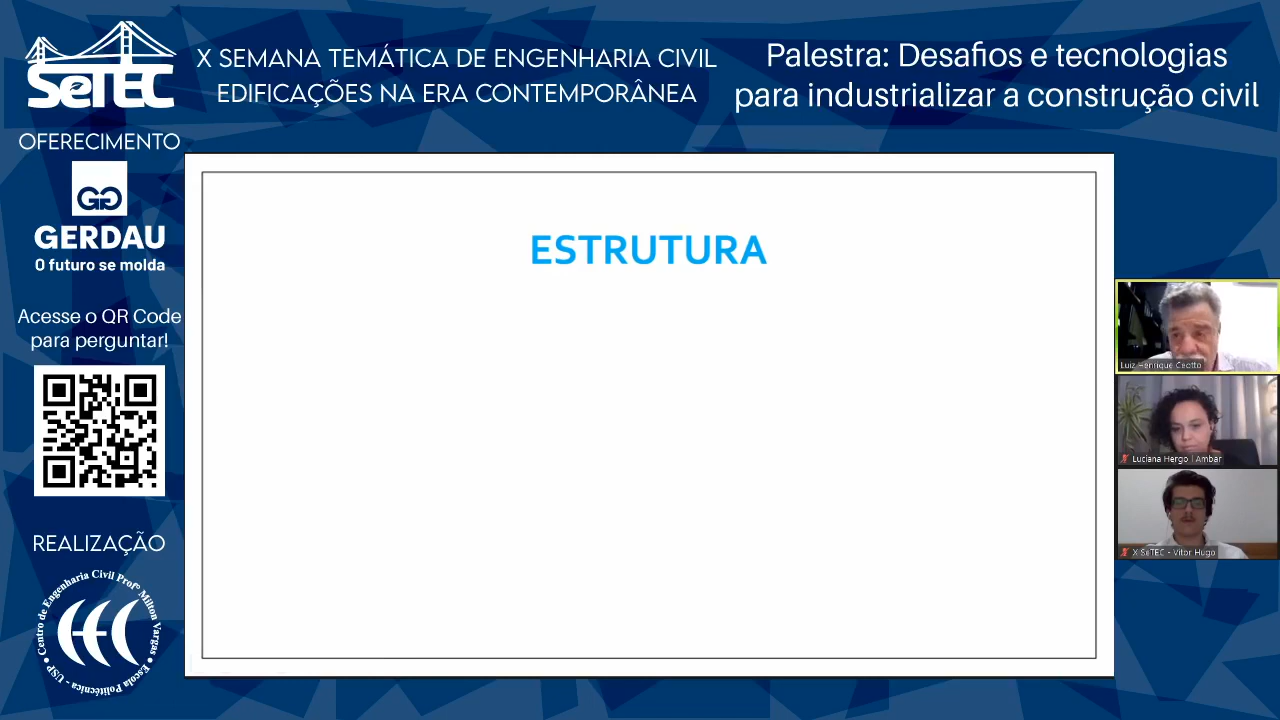 SeTEC
X SEMANA TEMÁTICA DE ENGENHARIA CIVIL
EDIFICAÇÕES NA ERA CONTEMPORÂNEA
Palestra: Desafios e tecnologias
para industrializar a construção civil
OFERECIMENTO
GERDAU
O futuro se molda
Acesse o QR Code
para perguntar!
REALIZAÇÃO
Centro de Engenharia Civil Profº Milton Vargas • Escola Politécnica - USP •
CEC
ESTRUTURA
Luiz Henrique Ceotto
Luciana Hergo | Ambar
X SeTEC - Vitor Hugo